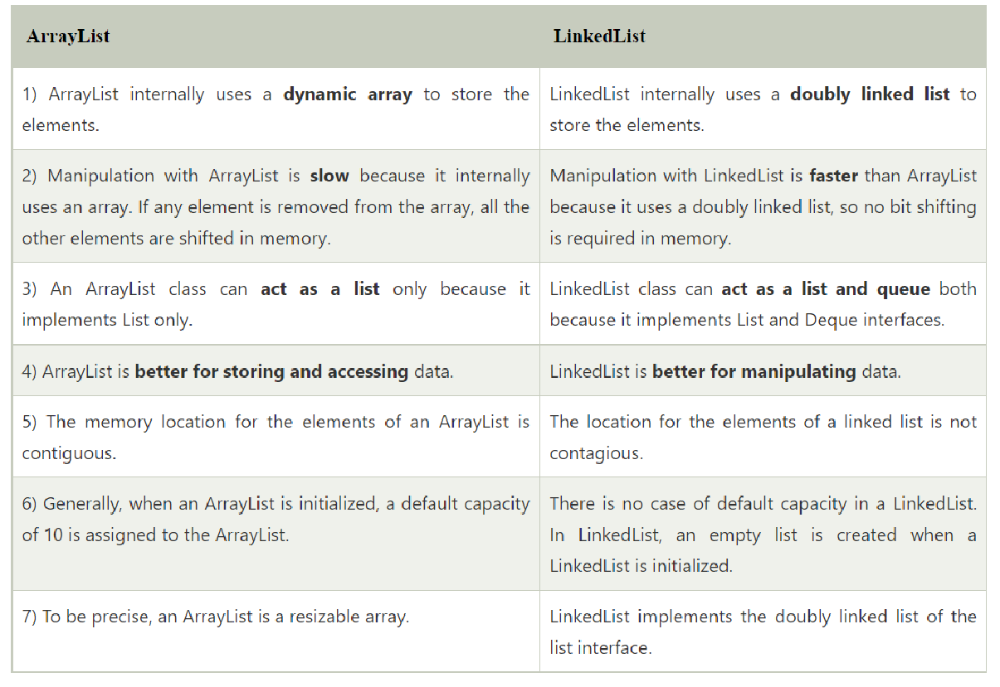 ArrayList
LinkedList
1) ArrayList internally uses a dynamic array to store the
elements.
LinkedList internally uses a doubly linked list to
store the elements.
2) Manipulation with ArrayList is slow because it internally
uses an array. If any element is removed from the array, all the
other elements are shifted in memory.
Manipulation with LinkedList is faster than ArrayList
because it uses a doubly linked list, so no bit shifting
is required in memory.
3) An ArrayList class can act as a list only because it
implements List only.
LinkedList class can act as a list and queue both
because it implements List and Deque interfaces.
4) ArrayList is better for storing and accessing data.
LinkedList is better for manipulating data.
5) The memory location for the elements of an ArrayList is
contiguous.
The location for the elements of a linked list is not
contagious.
6) Generally, when an ArrayList is initialized, a default capacity
of 10 is assigned to the ArrayList.
There is no case of default capacity in a LinkedList.
In LinkedList, an empty list is created when a
LinkedList is initialized.
7) To be precise, an ArrayList is a resizable array.
LinkedList implements the doubly linked list of the
list interface.